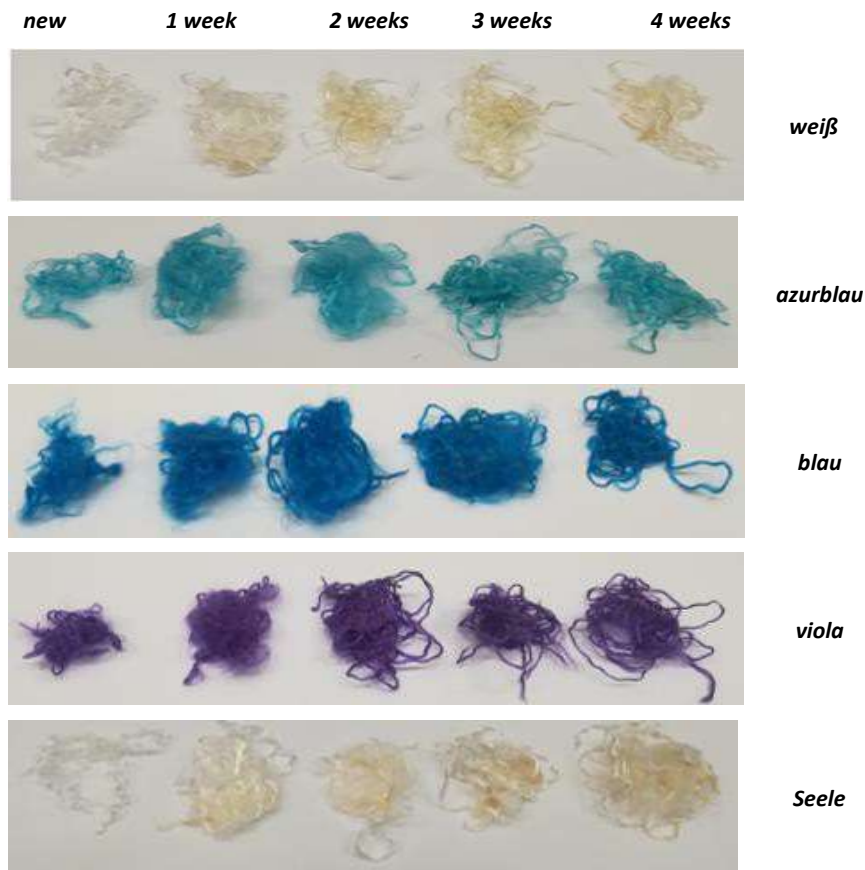 new 1 week 2 weeks 3 weeks 4 weeks
weiß
azurblau
blau
viola
Seele